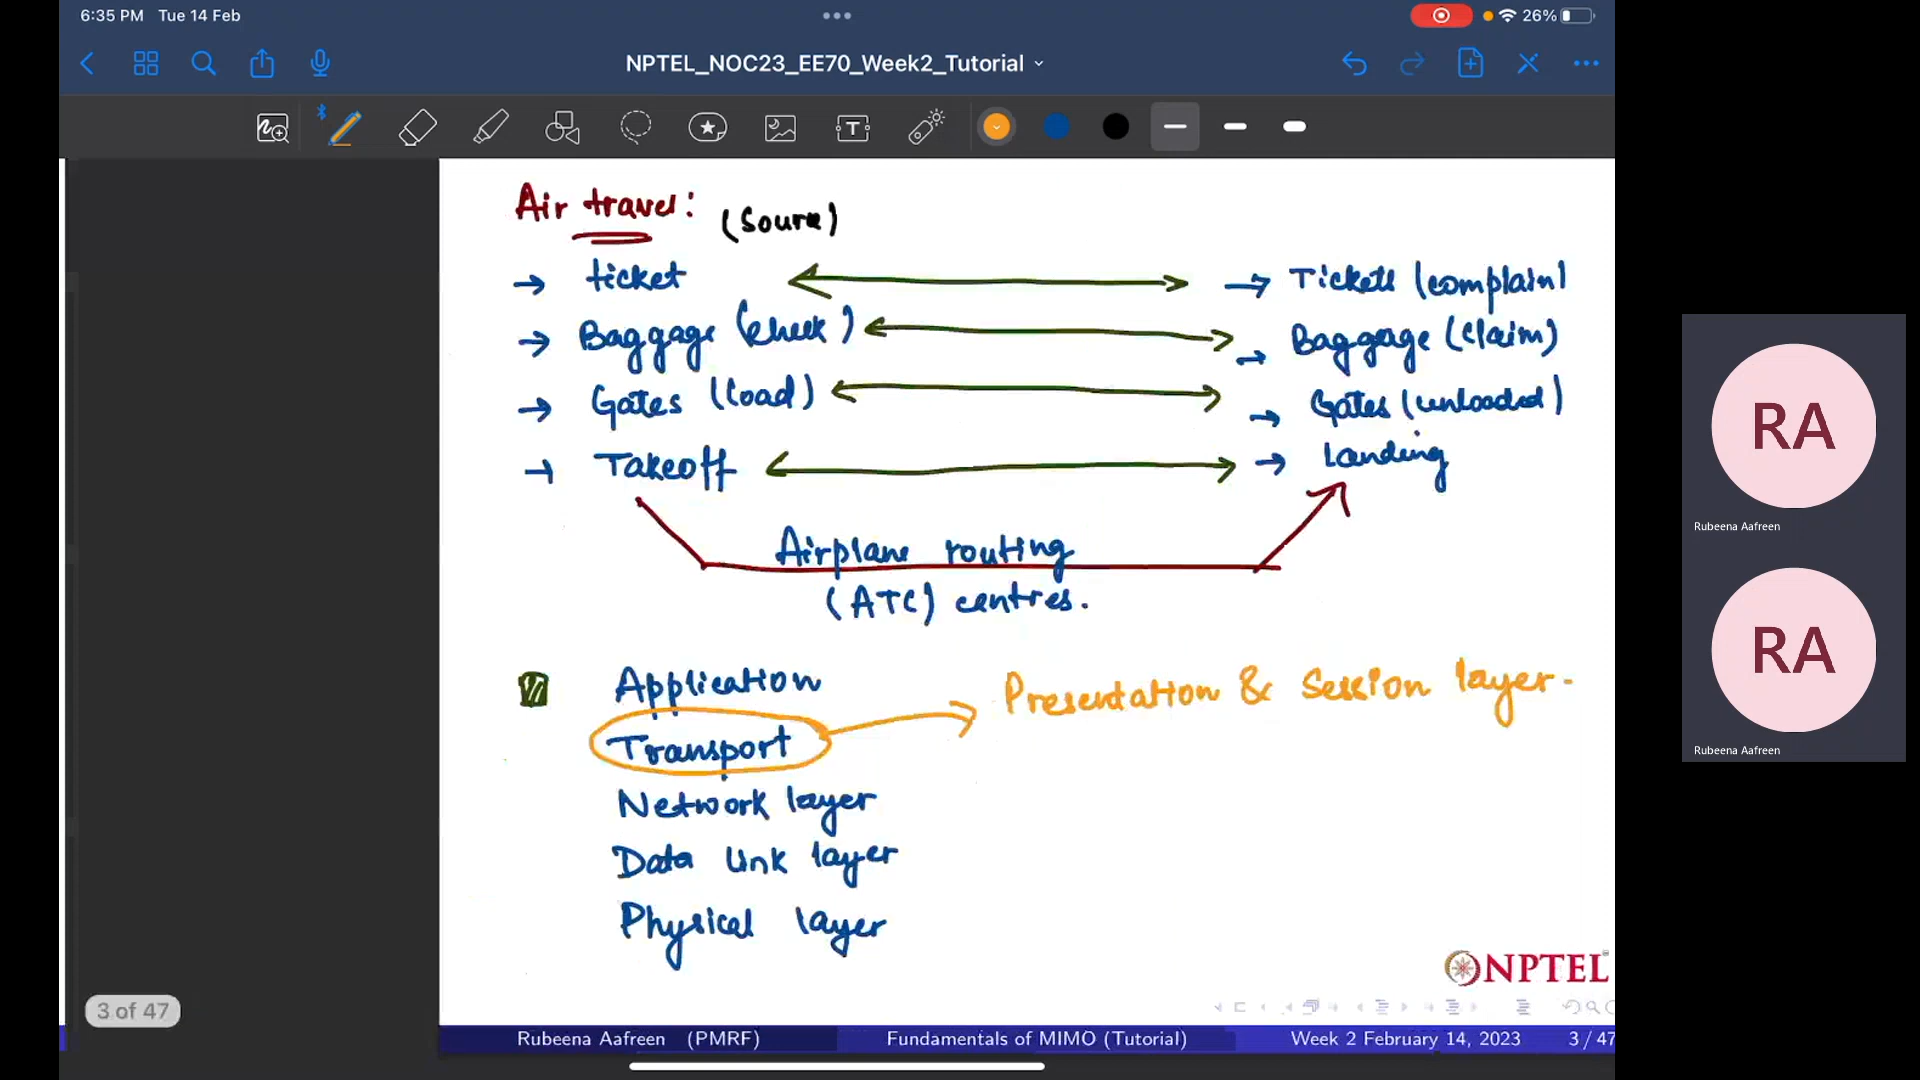 6:35 PM Tue 14 Feb
26%
NPTEL_NOC23_EE70_Week2_Tutorial
T
Air travel:
(Source)
→ ticket → Tickets (complain)
→ Baggage (check) → Baggage (claim)
→ Gates (load) → Gates (unloaded)
→ Takeoff → Landing
Airplane routing
(ATC) centres.
Application
Presentation & Session layer.
Transport
Network layer
Data link layer
Physical layer
NPTEL
3 of 47
Rubeena Aafreen (PMRF) Fundamentals of MIMO (Tutorial) Week 2 February 14, 2023 3 / 47
RA
Rubeena Aafreen
RA
Rubeena Aafreen